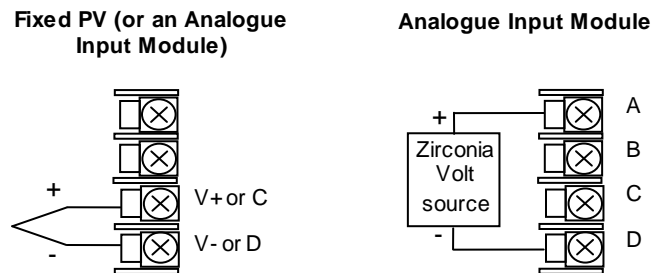 Fixed PV (or an Analogue
Input Module)
+
-
V+ or C
V- or D
Analogue Input Module
+
Zirconia
Volt
source
-
A
B
C
D